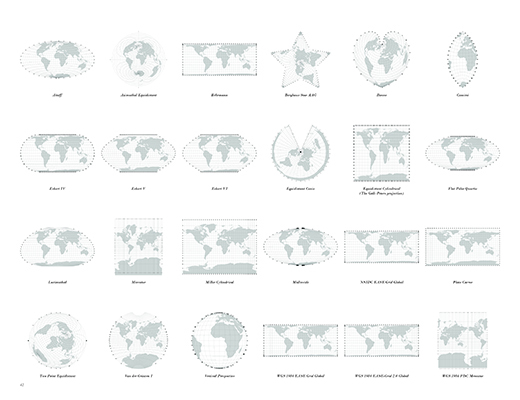 Aitoff
Azimuthal Equidistant
Behrmann
Berghaus Star AAG
Bonne
Cassini
Eckert IV
Eckert V
Eckert VI
Equidistant Conic
Equidistant Cylindrical
(The Gall-Peters projection)
Flat Polar Quartic
Loximuthal
Mercator
Miller Cylindrical
Mollweide
NSIDC EASE Grid Global
Plate Carree
Two Point Equidistant
Van der Grinten I
Vertical Perspective
WGS 1984 EASE Grid Global
WGS 1984 EASE-Grid 2.0 Global
WGS 1984 PDC Mercator